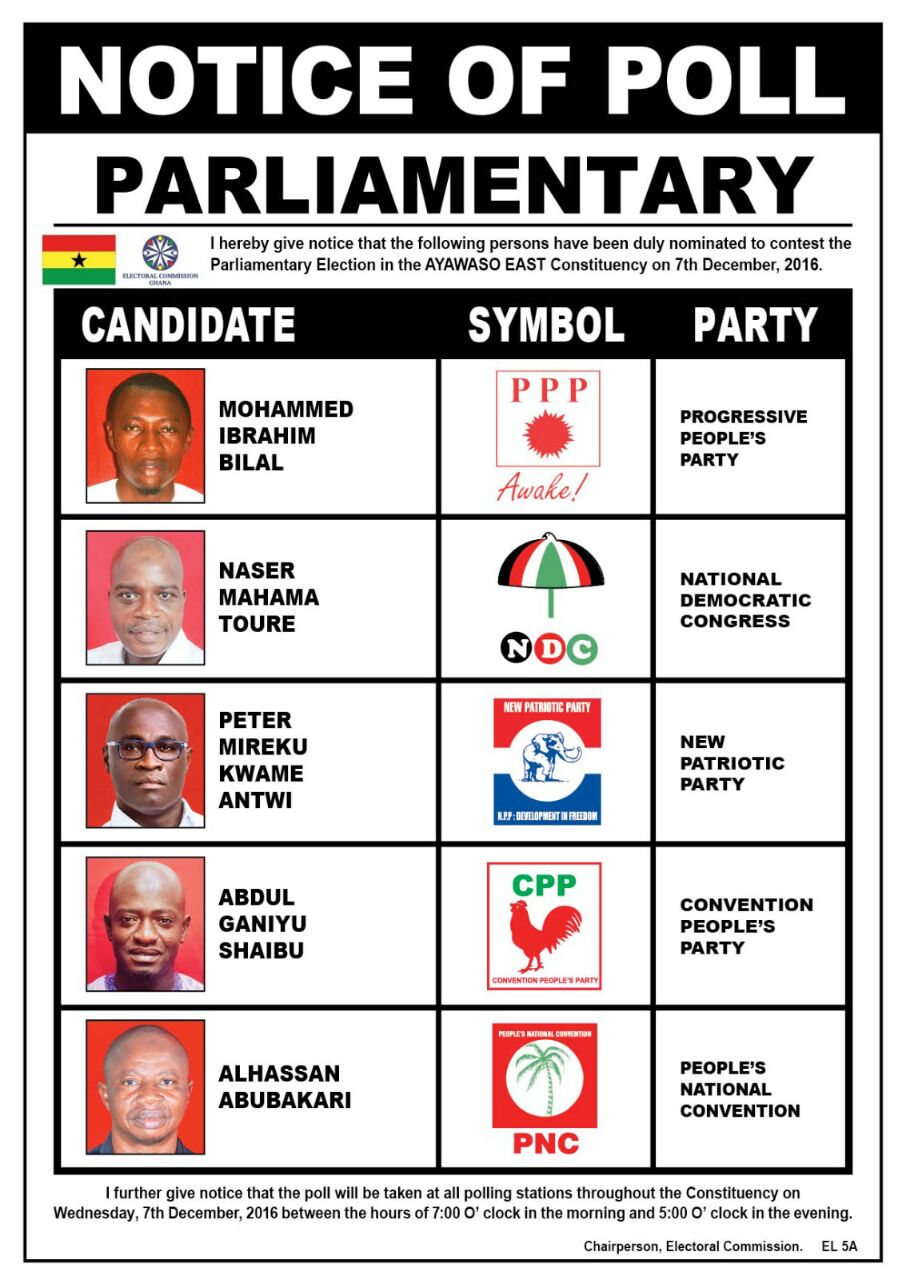 NOTICE OF POLL
PARLIAMENTARY
I hereby give notice that the following persons have been duly nominated to contest the
Parliamentary Election in the AYAWASO EAST Constituency on 7th December, 2016.
ELECTORAL COMMISSION
GHANA
CANDIDATE SYMBOL PARTY
MOHAMMED
IBRAHIM
BILAL
PPP
Awake!
PROGRESSIVE
PEOPLE'S
PARTY
NASER
MAHAMA
TOURE
NDC
NATIONAL
DEMOCRATIC
CONGRESS
PETER
MIREKU
KWAME
ANTWI
NEW PATRIOTIC PARTY
N.P.P : DEVELOPMENT IN FREEDOM
NEW
PATRIOTIC
PARTY
ABDUL
GANIYU
SHAIBU
CPP
CONVENTION PEOPLE'S PARTY
CONVENTION
PEOPLE'S
PARTY
ALHASSAN
ABUBAKARI
PEOPLE'S NATIONAL CONVENTION
PNC
PEOPLE'S
NATIONAL
CONVENTION
I further give notice that the poll will be taken at all polling stations throughout the Constituency on
Wednesday, 7th December, 2016 between the hours of 7:00 O' clock in the morning and 5:00 O' clock in the evening.
Chairperson, Electoral Commission. EL 5A